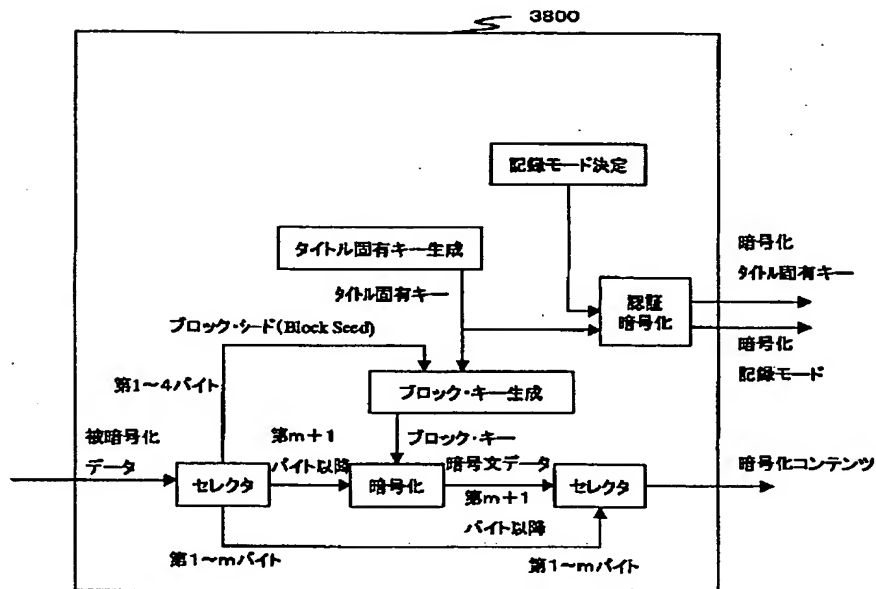 3800
記録モード決定
タイトル固有キー生成
タイトル固有キー
暗号化
タイトル固有キー
認証
暗号化
ブロック・シード(Block Seed)
暗号化
記録モード
第1～4バイト
ブロック・キー生成
被暗号化
データ
第m+1
バイト以降
ブロック・キー
暗号文データ
暗号化コンテンツ
セレクタ
暗号化
第m+1
バイト以降
セレクタ
第1～mバイト
第1～mバイト